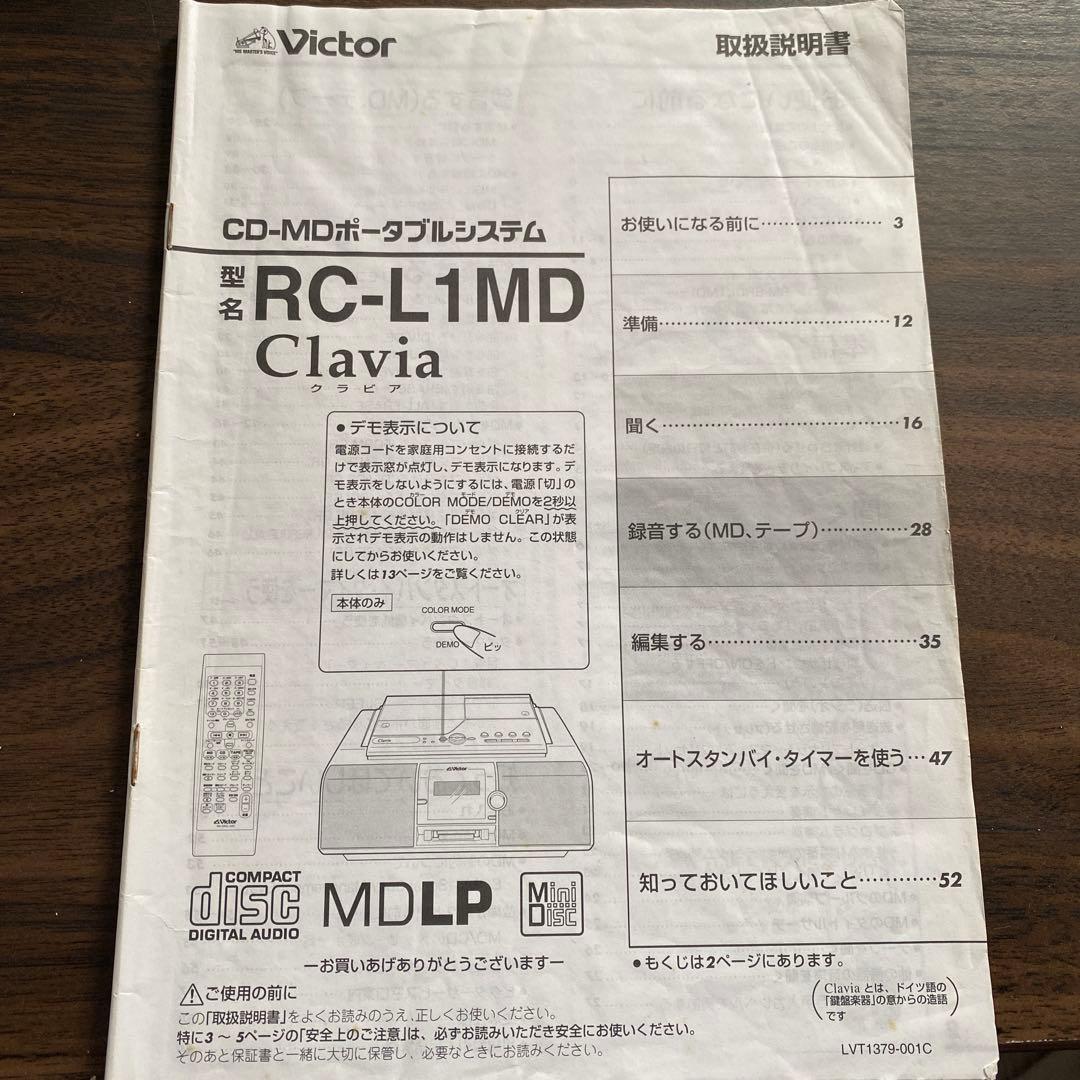 "HIS MASTER'S VOICE"
Victor
取扱説明書
CD-MDポータブルシステム
型名 RC-L1MD
Clavia
クラビア
お使いになる前に…………………… 3
準備……………………………………12
聞く……………………………………16
録音する(MD、テープ)……………28
編集する………………………………35
オートスタンバイ・タイマーを使う…47
知っておいてほしいこと…………52
●もくじは2ページにあります。
(Clavia とは、ドイツ語の
「鍵盤楽器」の意からの造語
です)
● デモ表示について
電源コードを家庭用コンセントに接続するだ
けで表示窓が点灯し、デモ表示になります。デ
モ表示をしないようにするには、電源「切」の
カラー モード デモ
とき本体のCOLOR MODE/DEMOを2秒以
デモ クリア
上押してください。「DEMO CLEAR」が表
示されデモ表示の動作はしません。この状態
にしてからお使いください。
詳しくは13ページをご覧ください。
本体のみ
COLOR MODE
DEMO
ピッ
Clavia
Victor
Victor
COMPACT
disc
DIGITAL AUDIO
MDLP
Mini
Disc
ーお買いあげありがとうございますー
⚠ご使用の前に
この「取扱説明書」をよくお読みのうえ、正しくお使いください。
特に3 〜 5ページの「安全上のご注意」は、必ずお読みいただき安全にお使いください。
そのあと保証書と一緒に大切に保管し、必要なときにお読みください。
LVT1379-001C